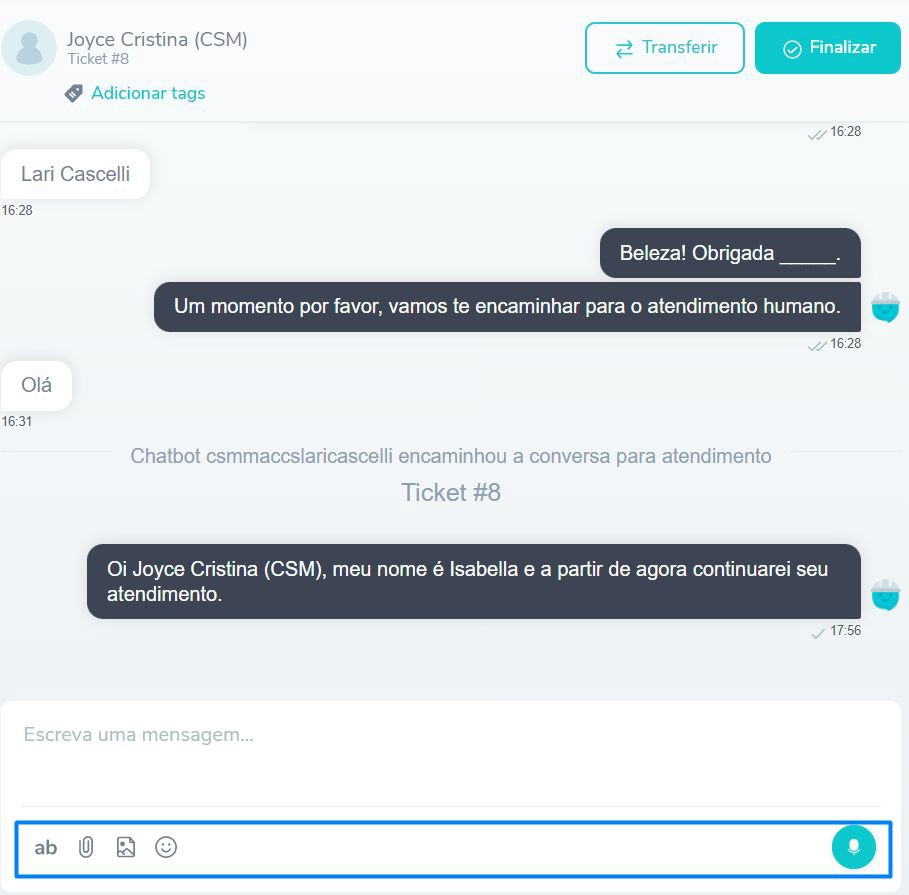 Joyce Cristina (CSM)
Ticket #8
Adicionar tags
Transferir
Finalizar
16:28
Lari Cascelli
16:28
Beleza! Obrigada _____.
Um momento por favor, vamos te encaminhar para o atendimento humano.
16:28
Olá
16:31
Chatbot csmmaccslaricascelli encaminhou a conversa para atendimento
Ticket #8
Oi Joyce Cristina (CSM), meu nome é Isabella e a partir de agora continuarei seu
atendimento.
17:56
Escreva uma mensagem...
ab